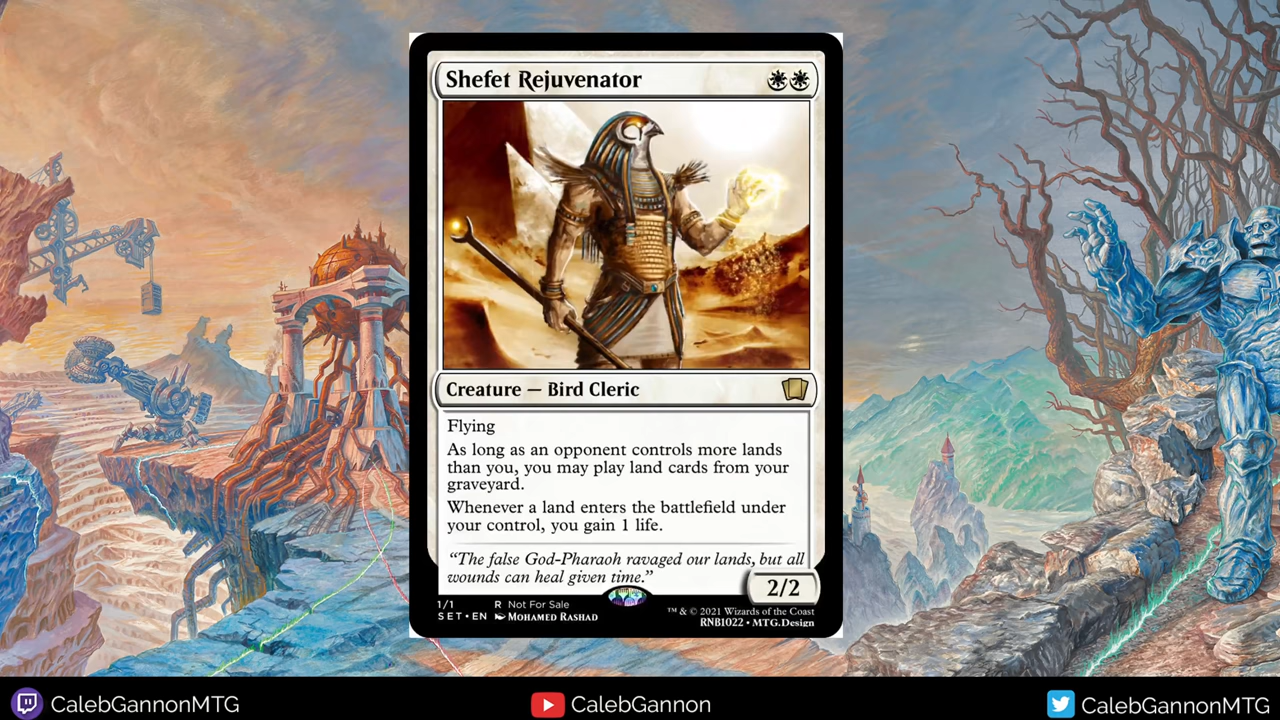 Shefet Rejuvenator
Creature — Bird Cleric
Flying
As long as an opponent controls more lands
than you, you may play land cards from your
graveyard.
Whenever a land enters the battlefield under
your control, you gain 1 life.
“The false God-Pharaoh ravaged our lands, but all
wounds can heal given time.”
2/2
1/1 R Not For Sale
SET • EN Mohamed Rashad
™ & © 2021 Wizards of the Coast
RNB1022 • MTG.Design
CalebGannonMTG
CalebGannon
CalebGannonMTG